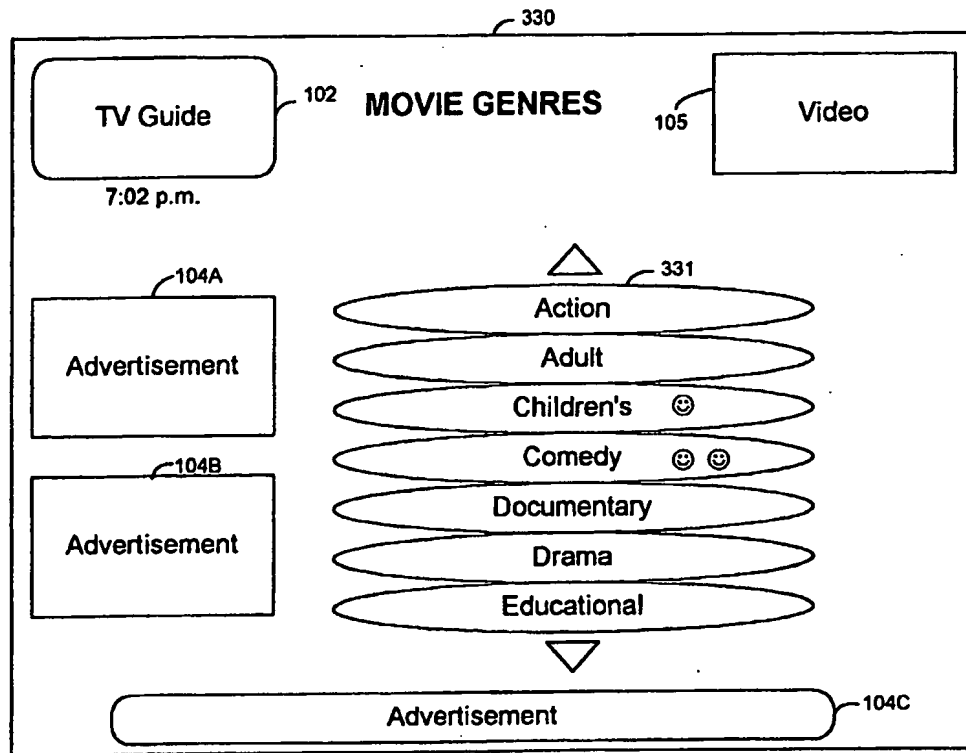 330
TV Guide
102
MOVIE GENRES
105
Video
7:02 p.m.
104A
Advertisement
104B
Advertisement
331
Action
Adult
Children's
Comedy
Documentary
Drama
Educational
Advertisement
104C